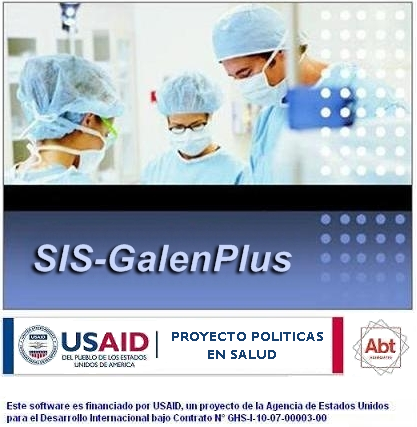 SIS-GalenPlus
USAID
DEL PUEBLO DE LOS ESTADOS
UNIDOS DE AMERICA
PROYECTO POLITICAS
EN SALUD
Abt
Este software es financiado por USAID, un proyecto de la Agencia de Estados Unidos
para el Desarrollo Internacional bajo Contrato N° GHS-I-10-07-00003-00